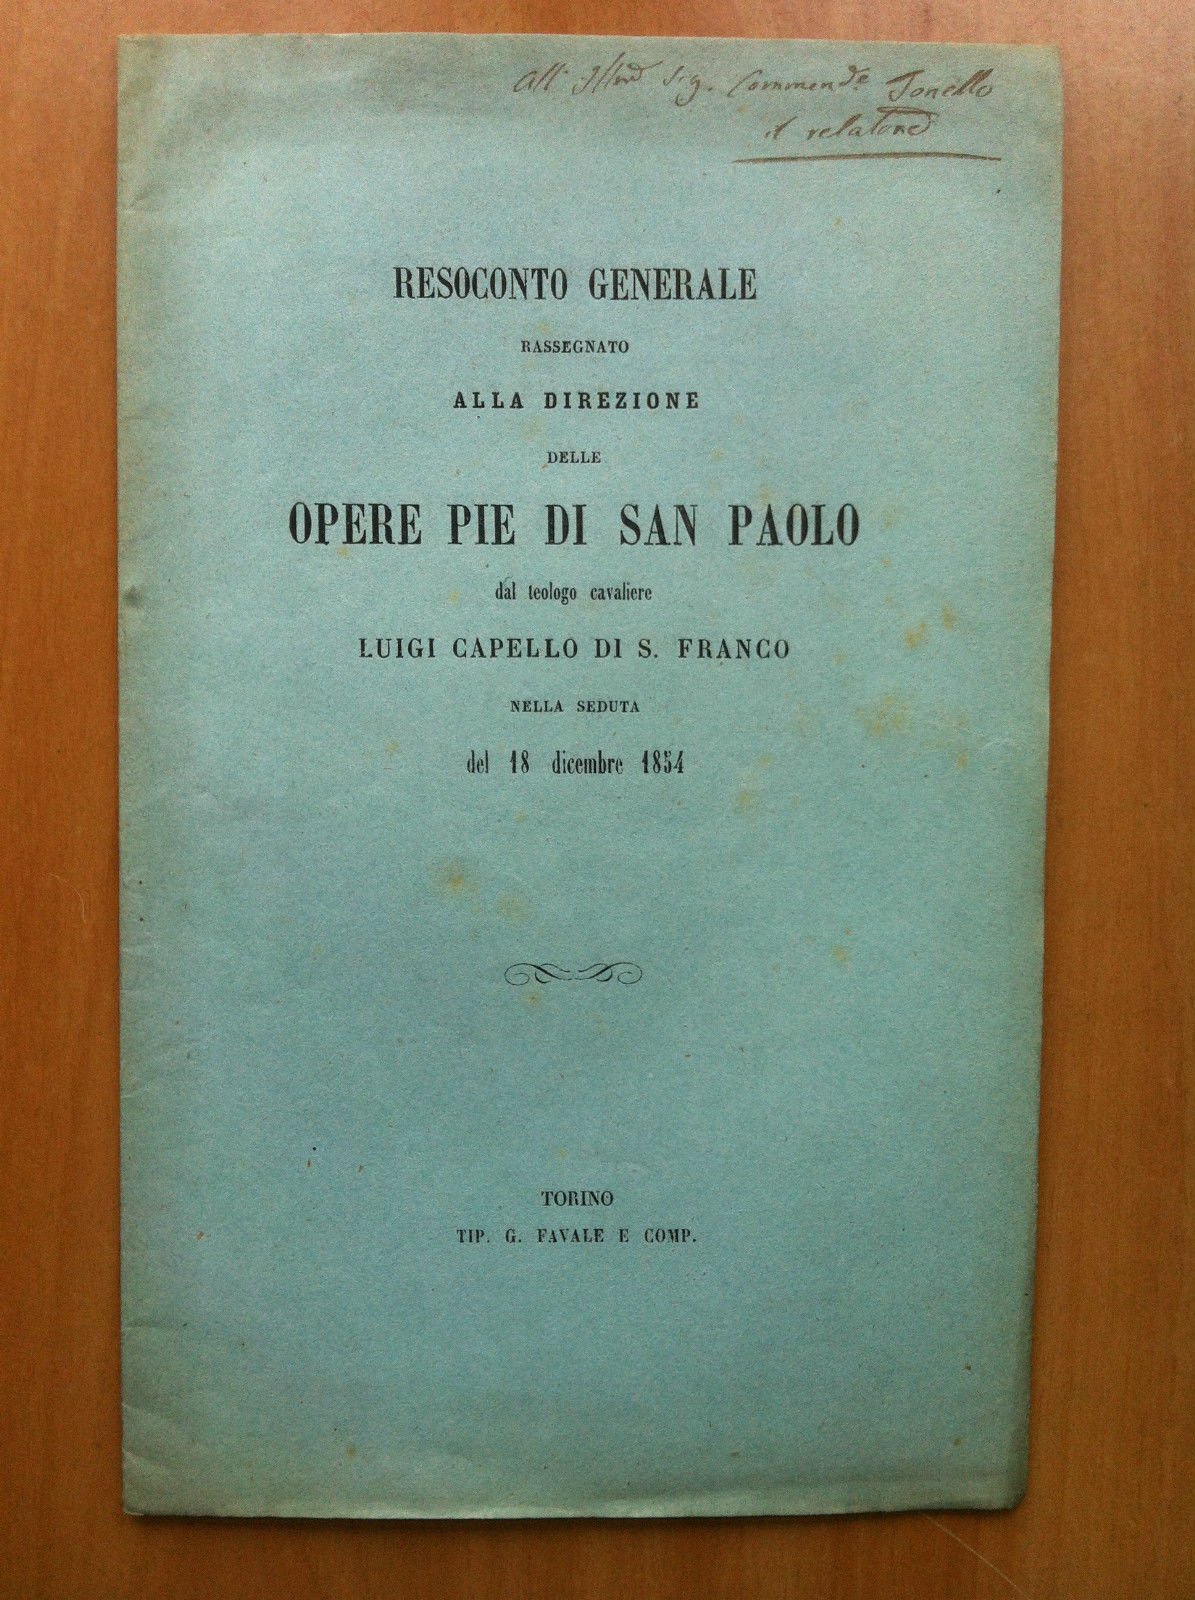 All' Ill.mo Sig. Commend.e Tonello
il relatore
RESOCONTO GENERALE
RASSEGNATO
ALLA DIREZIONE
DELLE
OPERE PIE DI SAN PAOLO
dal teologo cavaliere
LUIGI CAPELLO DI S. FRANCO
NELLA SEDUTA
del 18 dicembre 1854
TORINO
TIP. G. FAVALE E COMP.